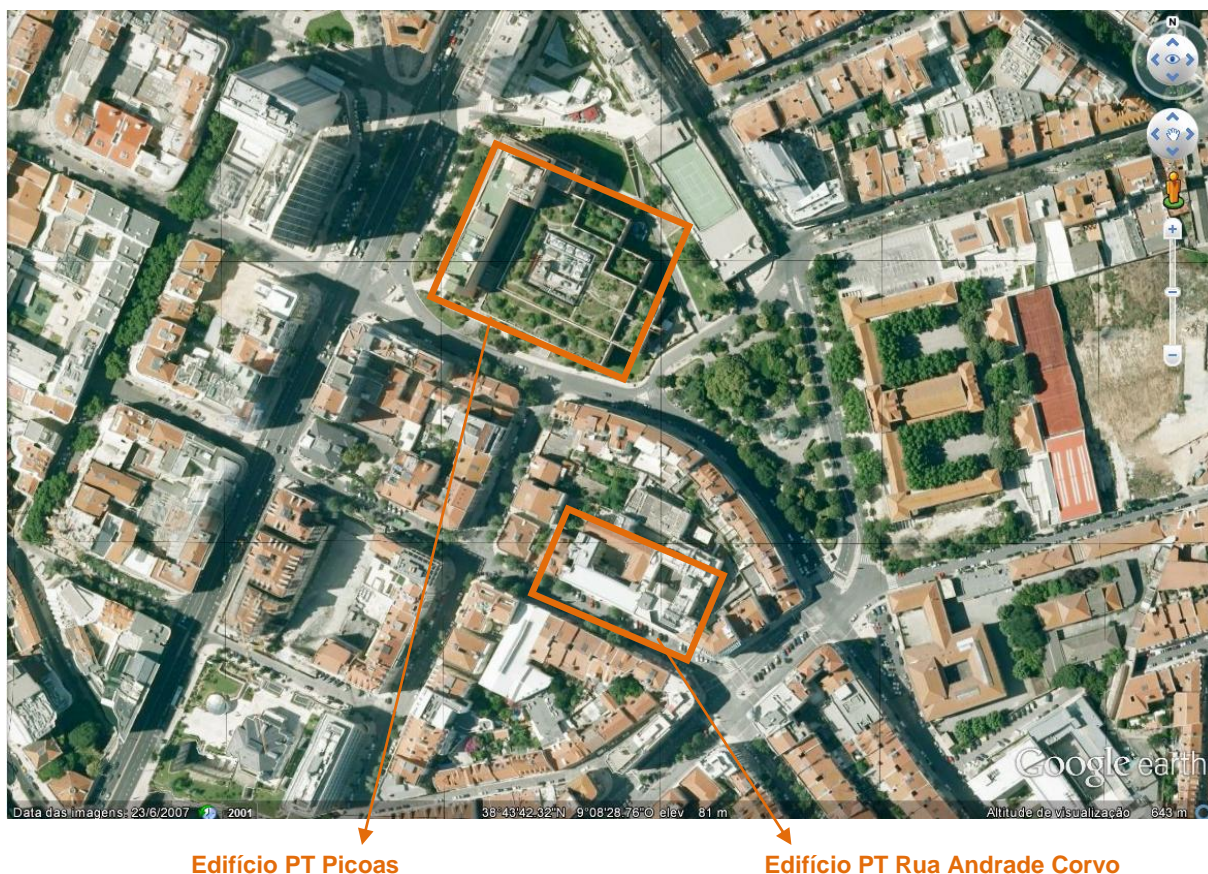 N
Google earth
Data das imagens: 23/6/2007 2001 38°43'42.32"N 9°08'28.76"O elev 81 m Altitude de visualização 643 m
Edifício PT Picoas Edifício PT Rua Andrade Corvo